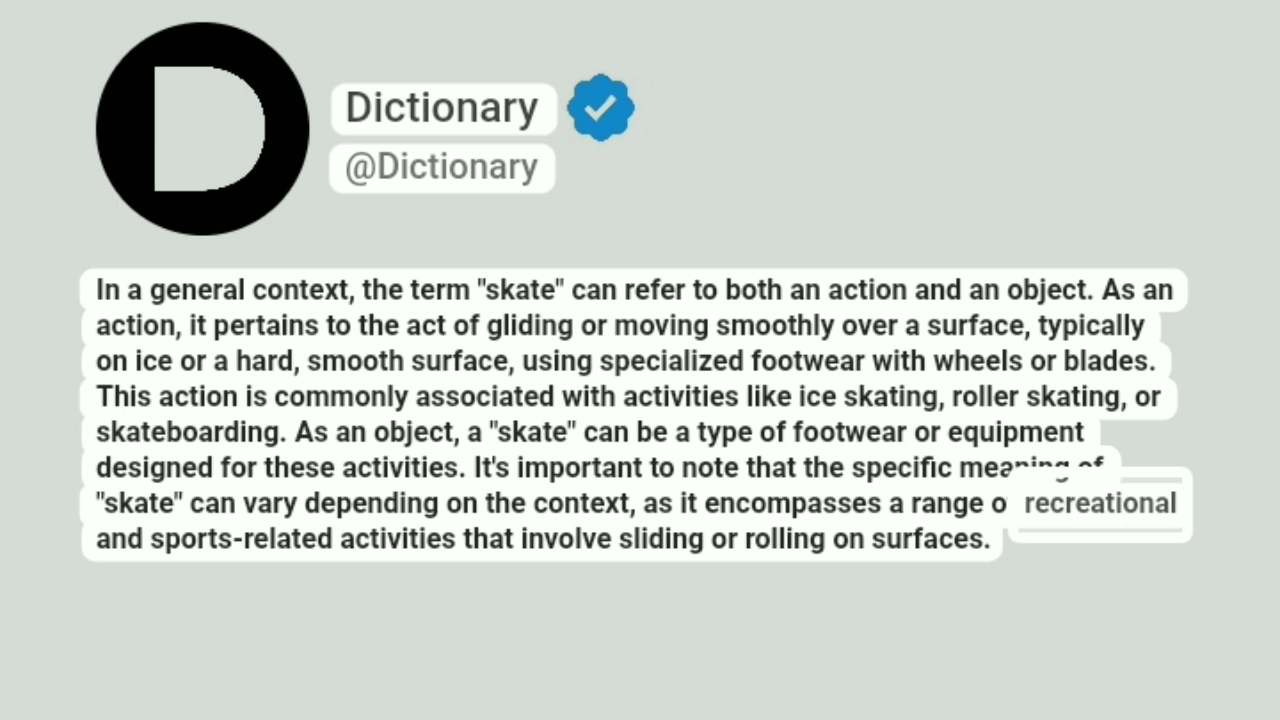 Dictionary
@Dictionary
In a general context, the term "skate" can refer to both an action and an object. As an
action, it pertains to the act of gliding or moving smoothly over a surface, typically
on ice or a hard, smooth surface, using specialized footwear with wheels or blades.
This action is commonly associated with activities like ice skating, roller skating, or
skateboarding. As an object, a "skate" can be a type of footwear or equipment
designed for these activities. It's important to note that the specific meaning of
"skate" can vary depending on the context, as it encompasses a range of recreational
and sports-related activities that involve sliding or rolling on surfaces.